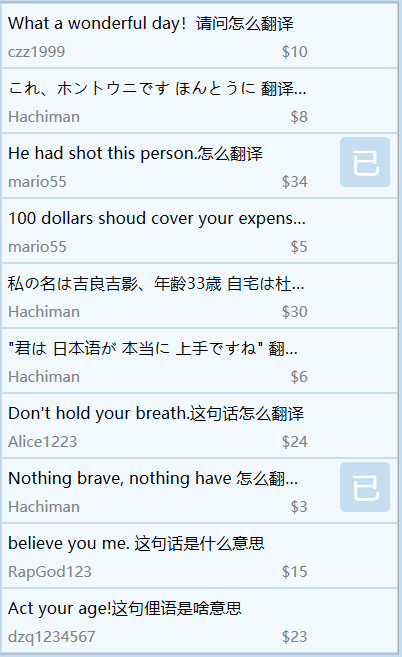 What a wonderful day！请问怎么翻译
czz1999 $10
これ、ホントウニです ほんとうに 翻译...
Hachiman $8
He had shot this person.怎么翻译
已
mario55 $34
100 dollars shoud cover your expens...
mario55 $5
私の名は吉良吉影、年龄33歳 自宅は杜...
Hachiman $30
"君は 日本语が 本当に 上手ですね" 翻...
Hachiman $6
Don't hold your breath.这句话怎么翻译
Alice1223 $24
Nothing brave, nothing have 怎么翻...
已
Hachiman $3
believe you me. 这句话是什么意思
RapGod123 $15
Act your age!这句俚语是啥意思
dzq1234567 $23